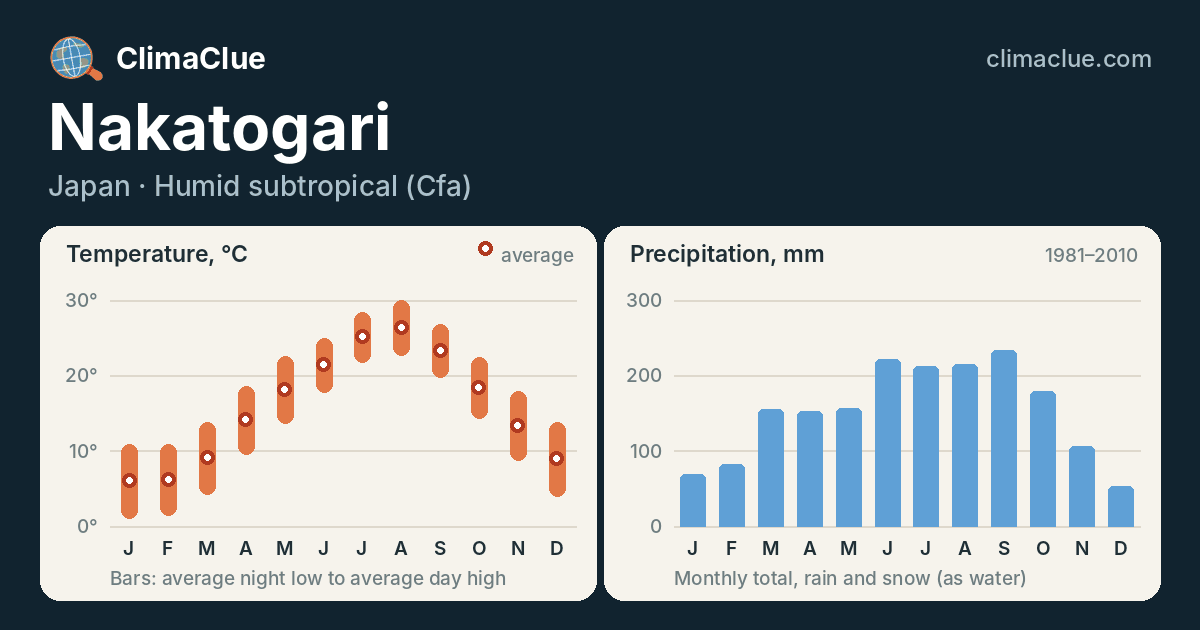 ClimaClue
climaclue.com
Nakatogari
Japan · Humid subtropical (Cfa)
Temperature, °C
average
30°
20°
10°
0°
J F M A M J J A S O N D
Bars: average night low to average day high
Precipitation, mm
1981–2010
300
200
100
0
J F M A M J J A S O N D
Monthly total, rain and snow (as water)